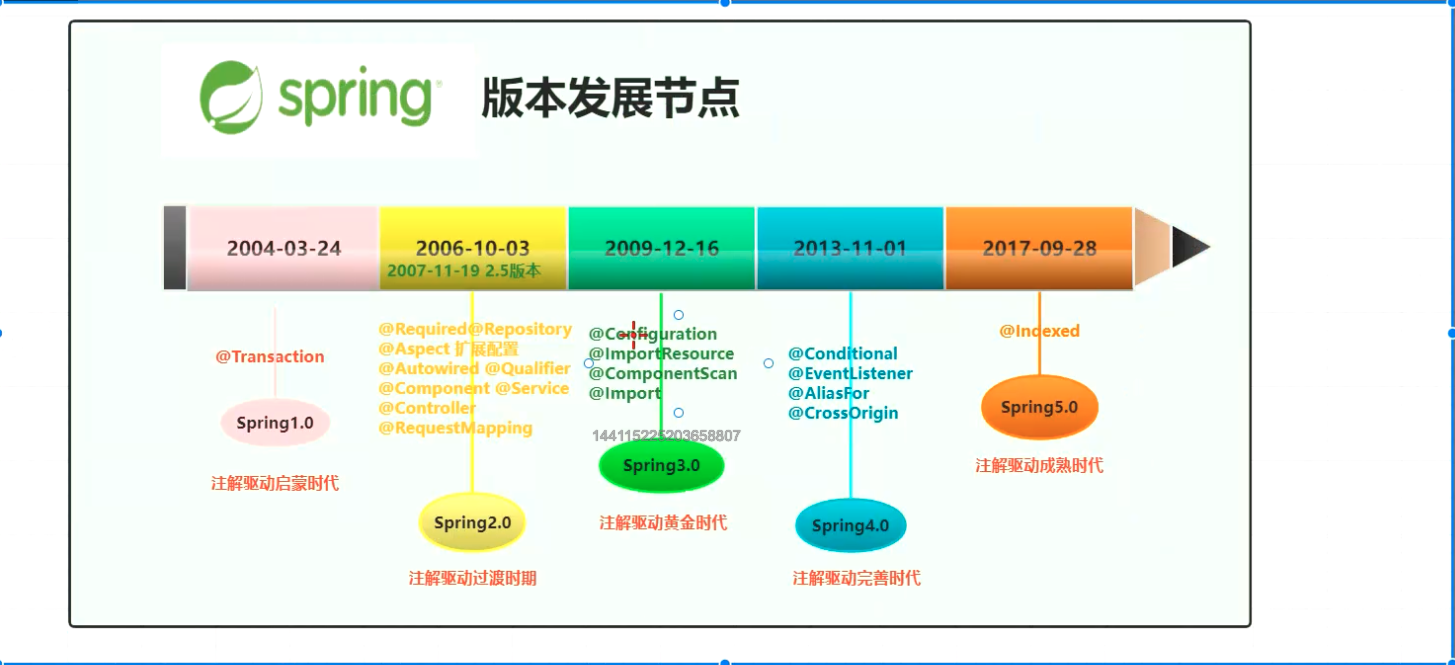 spring 版本发展节点
2004-03-24
2006-10-03
2007-11-19 2.5版本
2009-12-16
2013-11-01
2017-09-28
@Transaction
Spring1.0
注解驱动启蒙时代
@Required@Repository
@Aspect 扩展配置
@Autowired @Qualifier
@Component @Service
@Controller
@RequestMapping
Spring2.0
注解驱动过渡时期
@Configuration
@ImportResource
@ComponentScan
@Import
144115225203658807
Spring3.0
注解驱动黄金时代
@Conditional
@EventListener
@AliasFor
@CrossOrigin
Spring4.0
注解驱动完善时代
@Indexed
Spring5.0
注解驱动成熟时代